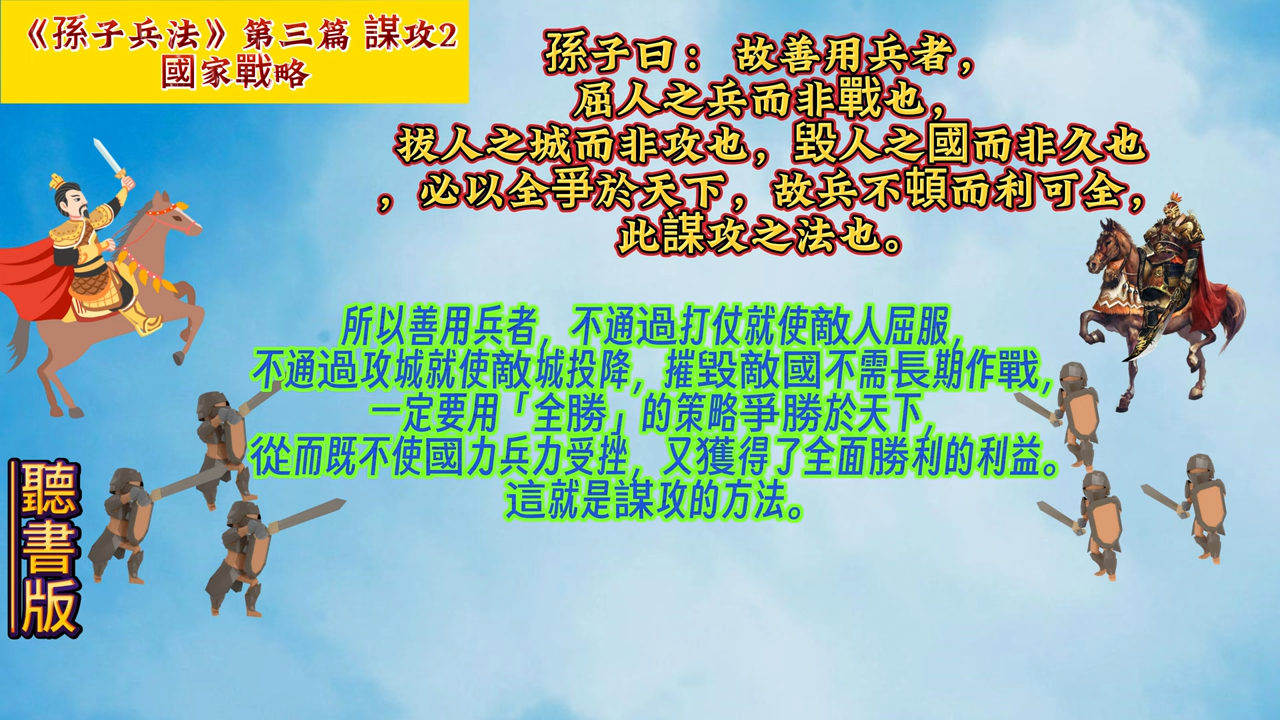 《孫子兵法》第三篇 謀攻2
國家戰略
孫子曰： 故善用兵者，
屈人之兵而非戰也，
拔人之城而非攻也，毀人之國而非久也
，必以全爭於天下，故兵不頓而利可全，
此謀攻之法也。
所以善用兵者，不通過打仗就使敵人屈服，
不通過攻城就使敵城投降，摧毀敵國不需長期作戰，
一定要用「全勝」的策略爭勝於天下，
從而既不使國力兵力受挫，又獲得了全面勝利的利益。
這就是謀攻的方法。
聽書版